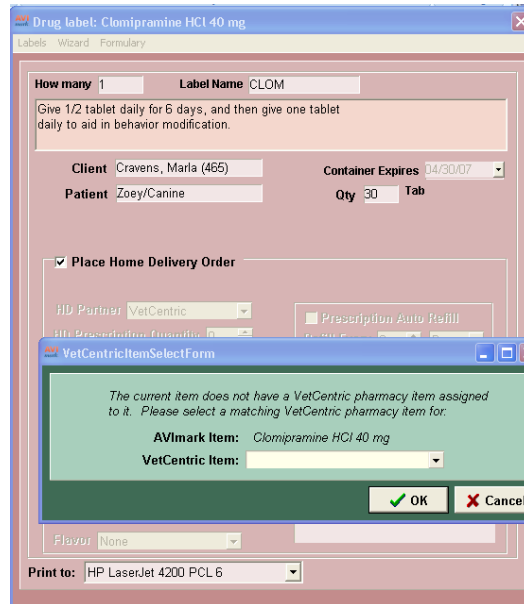 Drug label: Clomipramine HCl 40 mg
Labels Wizard Formulary
How many 1 Label Name CLOM
Give 1/2 tablet daily for 6 days, and then give one tablet
daily to aid in behavior modification.
Client Cravens, Marla (465) Container Expires 04/30/07
Patient Zoey/Canine Qty 30 Tab
Place Home Delivery Order
HD Partner VetCentric Prescription Auto Refill
HD Prescription Quantity 0
VetCentricItemSelectForm
The current item does not have a VetCentric pharmacy item assigned
to it. Please select a matching VetCentric pharmacy item for:
AVImark Item: Clomipramine HCl 40 mg
VetCentric Item:
OK Cancel
Flavor None
Print to: HP LaserJet 4200 PCL 6